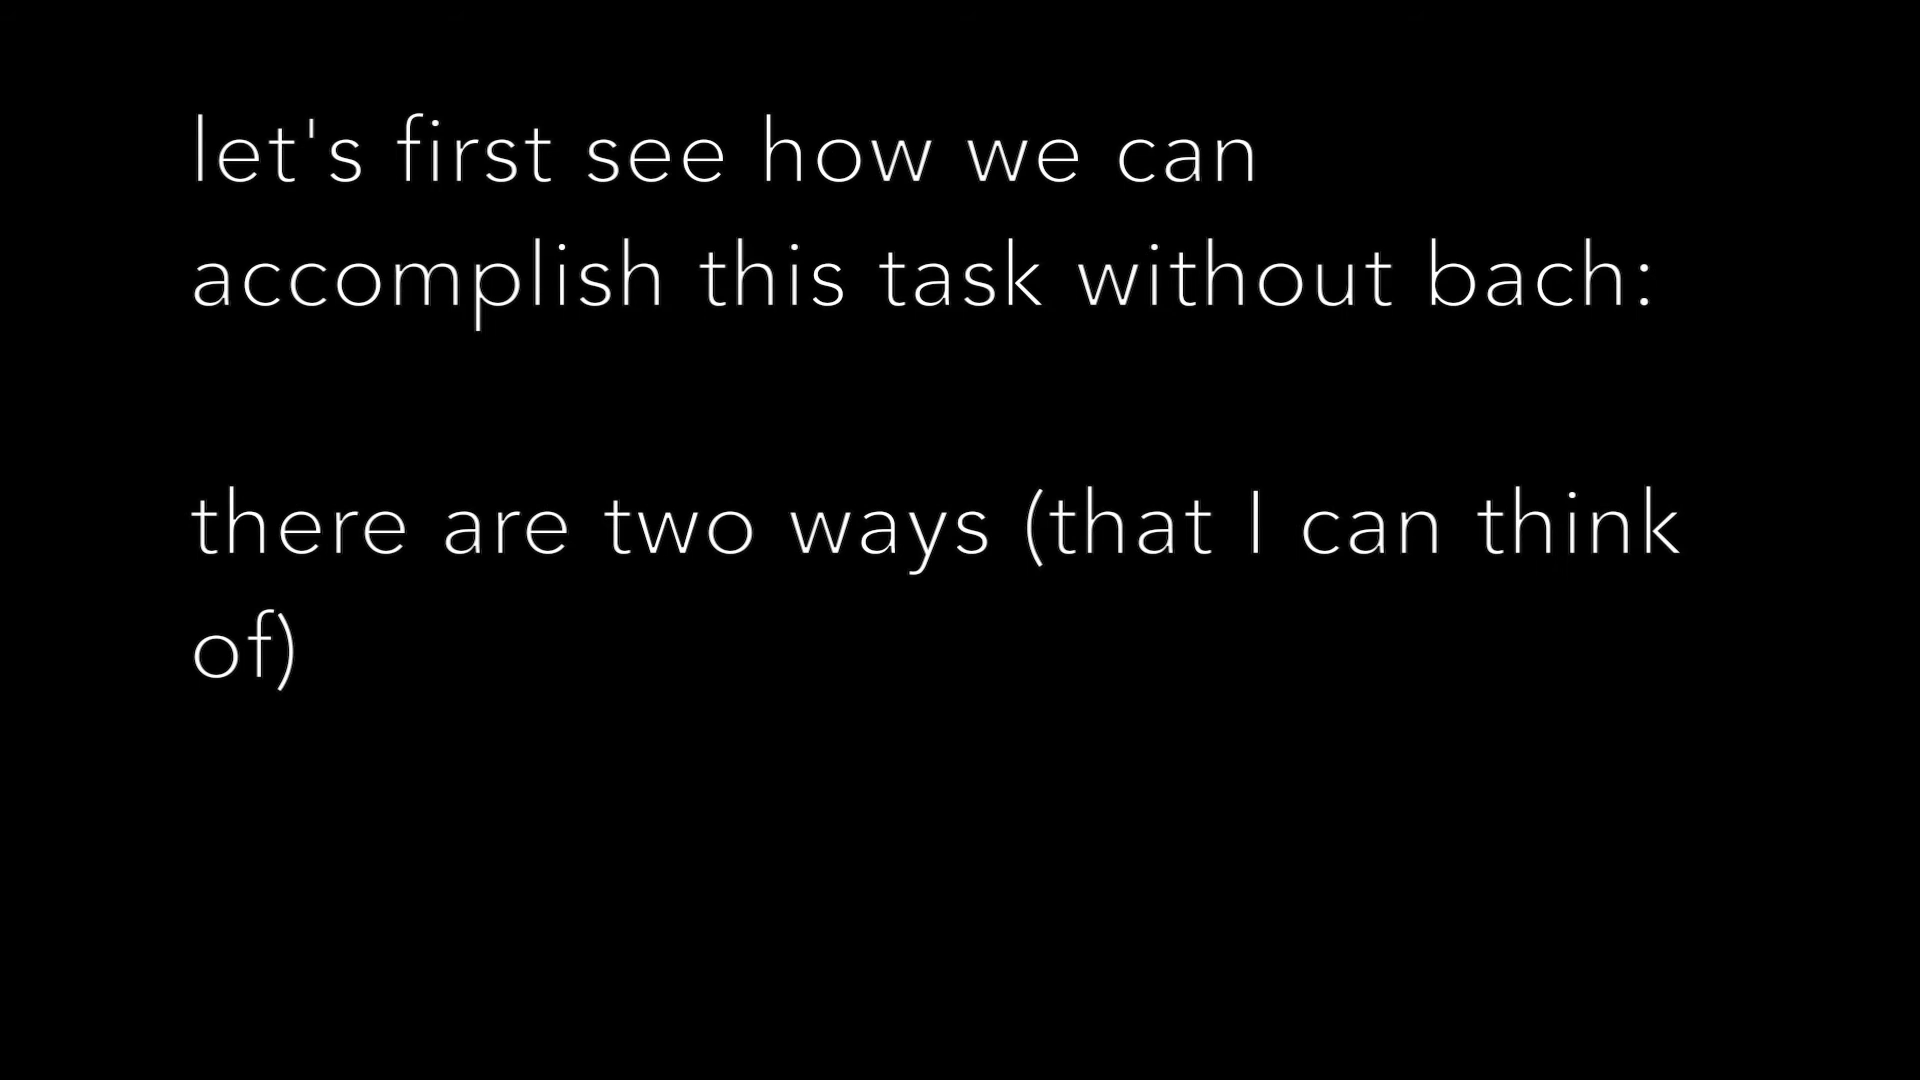 let's first see how we can
accomplish this task without bach:
there are two ways (that I can think
of)